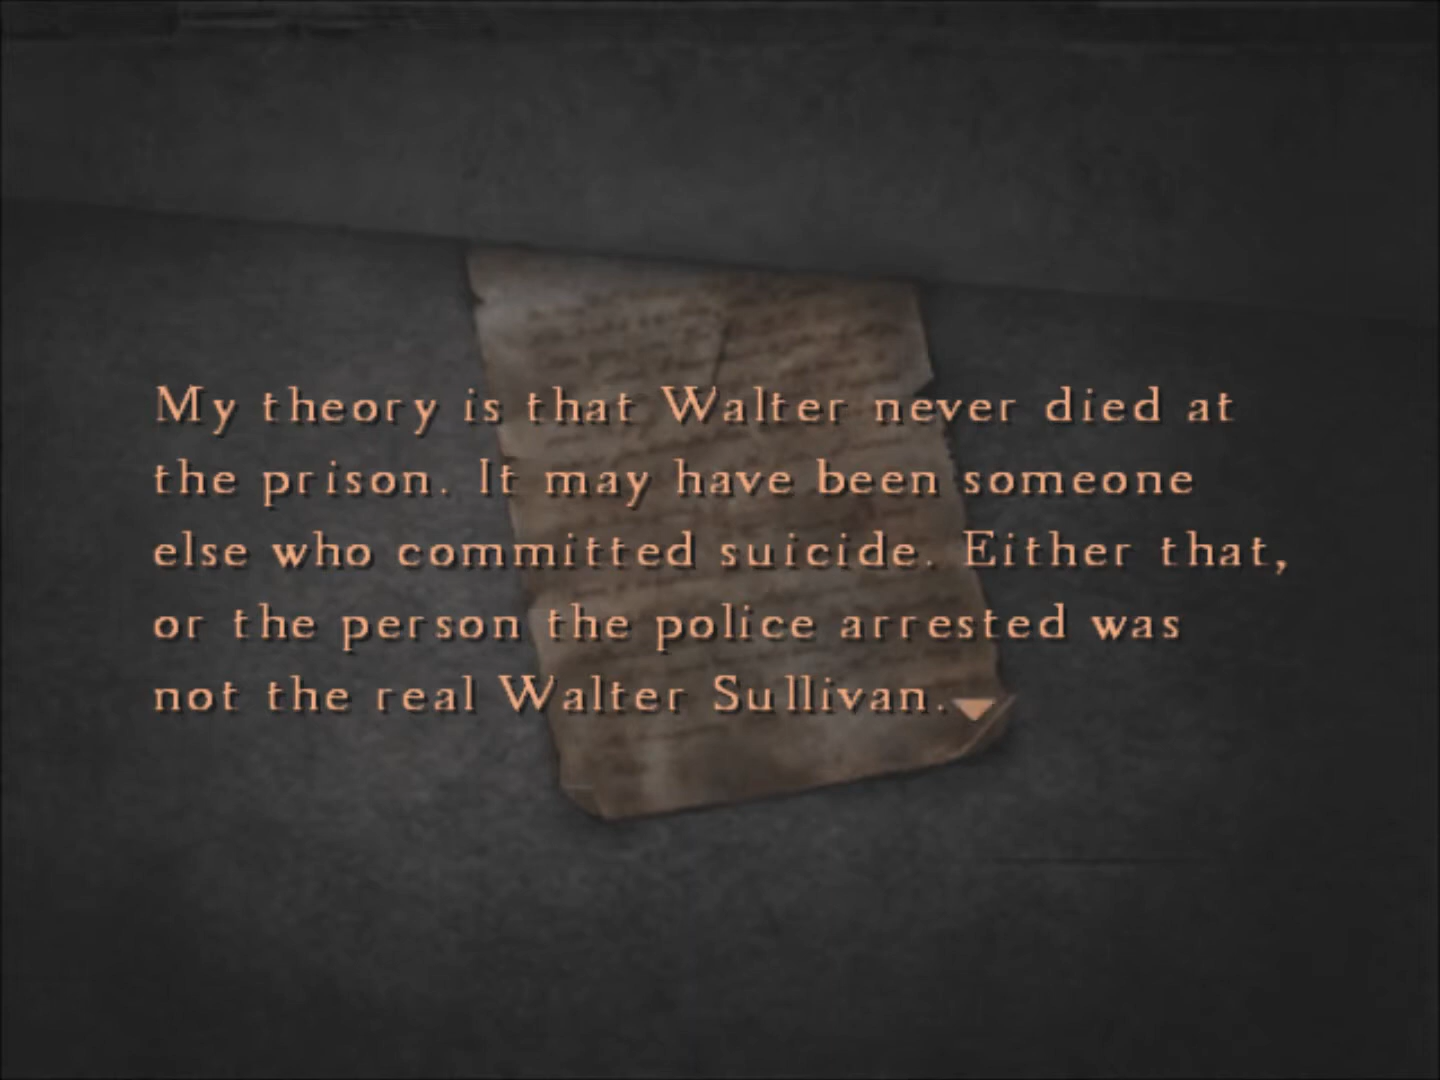 My theory is that Walter never died at
the prison. It may have been someone
else who committed suicide. Either that,
or the person the police arrested was
not the real Walter Sullivan.